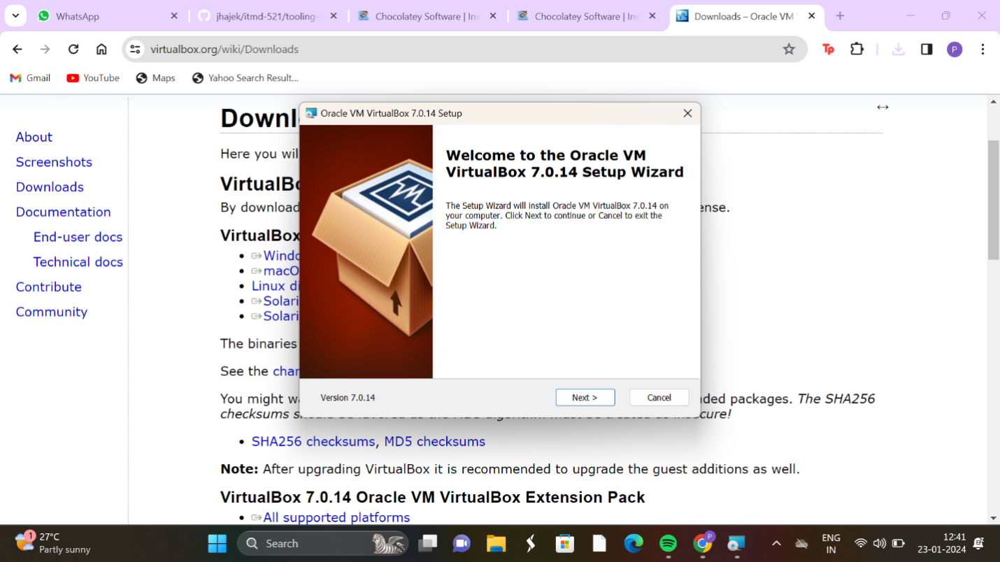 WhatsApp
jhajek/itmd-521/tooling-
Chocolatey Software | Ins
Chocolatey Software | Ins
Downloads – Oracle VM V
virtualbox.org/wiki/Downloads
Tp
P
Gmail
YouTube
Maps
Yahoo Search Result...
About
Screenshots
Downloads
Documentation
End-user docs
Technical docs
Contribute
Community
Downl
Here you wil
VirtualBo
By download
ense.
VirtualBox
Windo
macO
Linux di
Solari
Solari
The binaries
See the chan
You might wa
nded packages. The SHA256
checksums s
cure!
SHA256 checksums, MD5 checksums
Note: After upgrading VirtualBox it is recommended to upgrade the guest additions as well.
VirtualBox 7.0.14 Oracle VM VirtualBox Extension Pack
All supported platforms
Oracle VM VirtualBox 7.0.14 Setup
Welcome to the Oracle VM
VirtualBox 7.0.14 Setup Wizard
The Setup Wizard will install Oracle VM VirtualBox 7.0.14 on
your computer. Click Next to continue or Cancel to exit the
Setup Wizard.
Version 7.0.14
Next >
Cancel
1
27°C
Partly sunny
Search
P
ENG
IN
12:41
23-01-2024